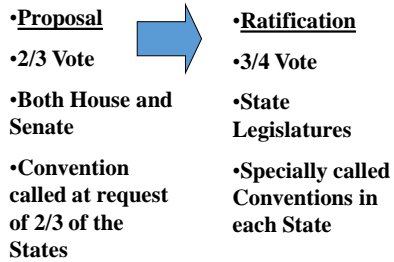 •Proposal
•2/3 Vote
•Both House and
Senate
•Convention
called at request
of 2/3 of the
States
•Ratification
•3/4 Vote
•State
Legislatures
•Specially called
Conventions in
each State